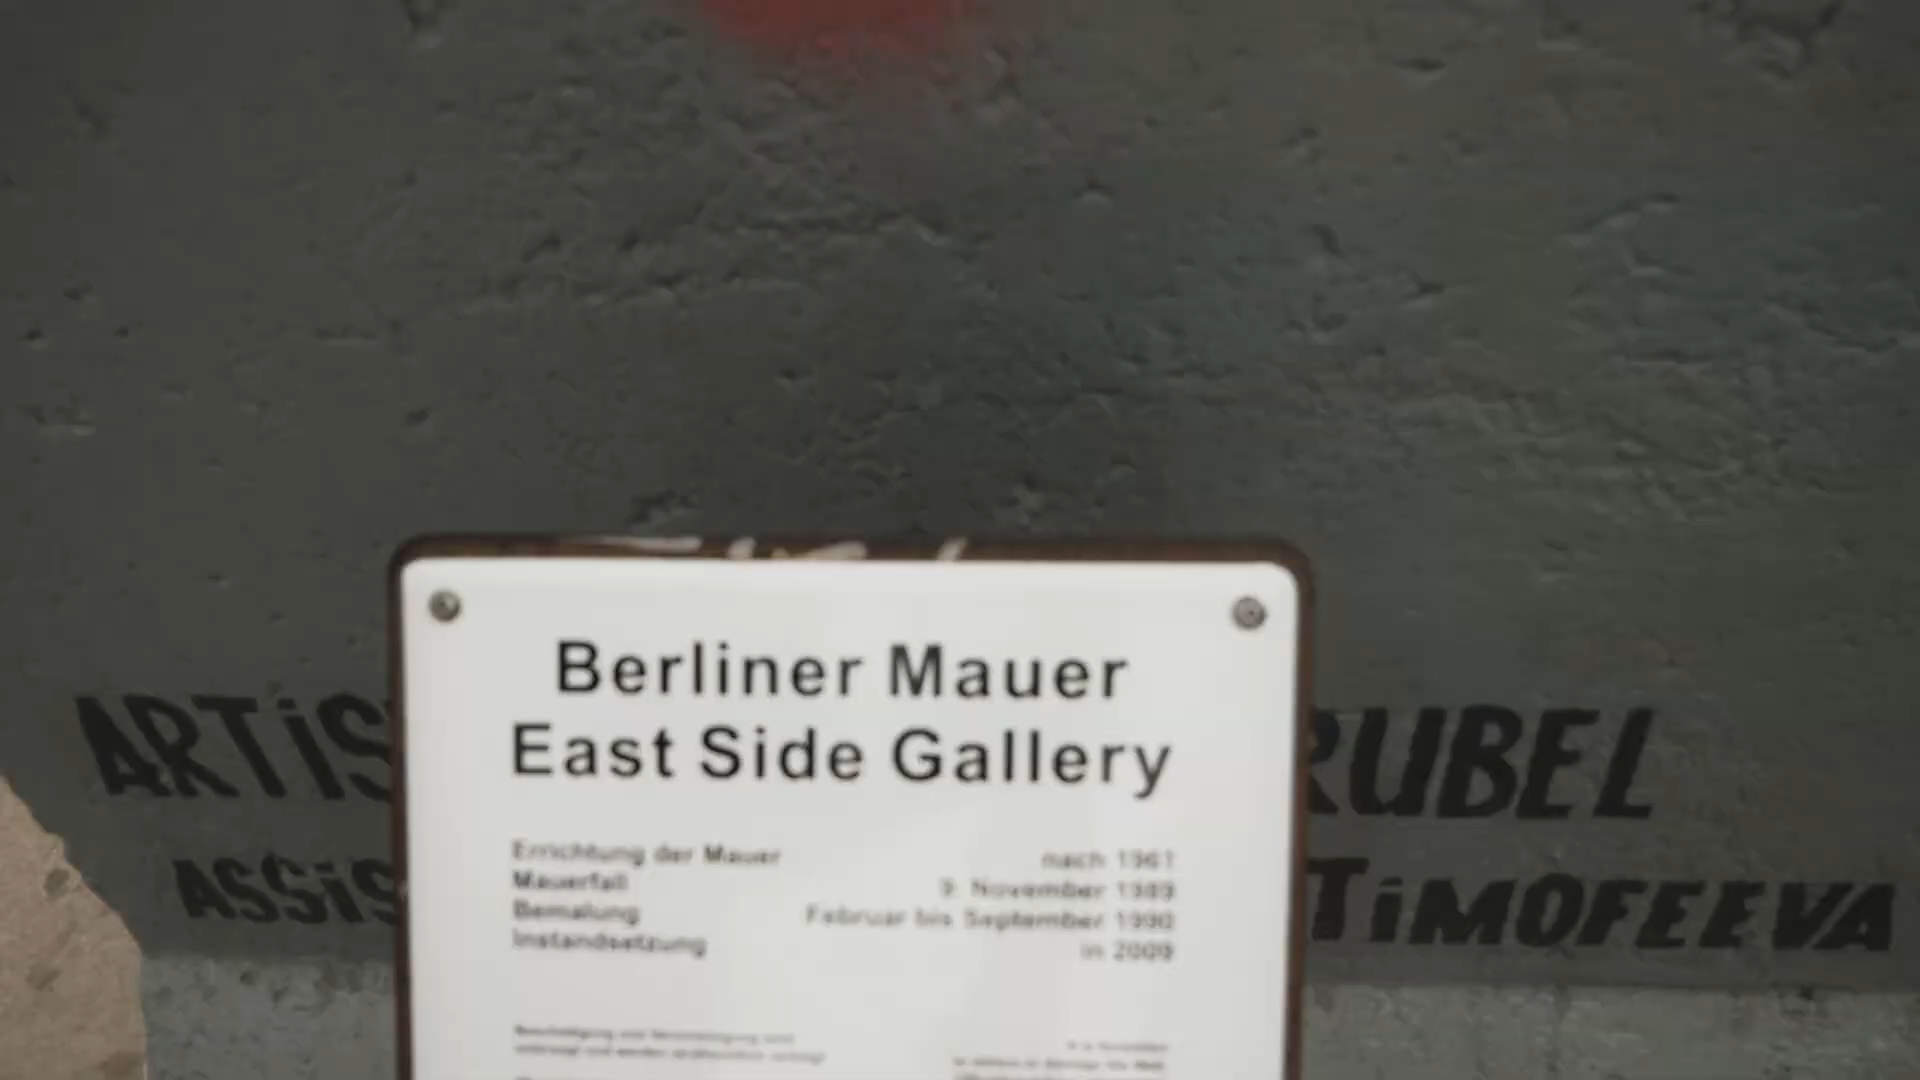 Berliner Mauer
East Side Gallery
ARTiS
RUBEL
Errichtung der Mauer nach 1961
Mauerfall 9. November 1989
ASSiS
TiMOFEEVA
Bemalung Februar bis September 1990
Instandsetzung in 2009